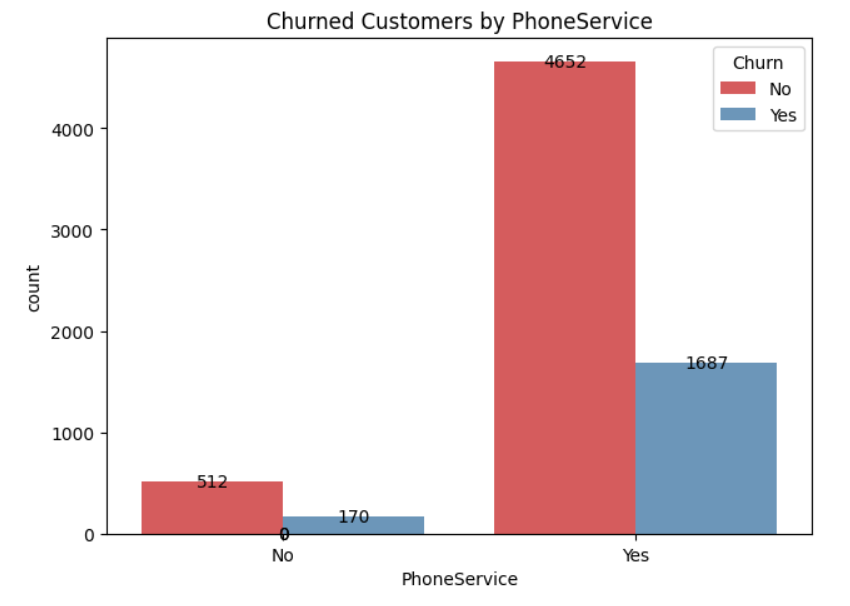 Churned Customers by PhoneService
Churn
No
Yes
count
4000
3000
2000
1000
0
4652
1687
512
170
0
No
Yes
PhoneService